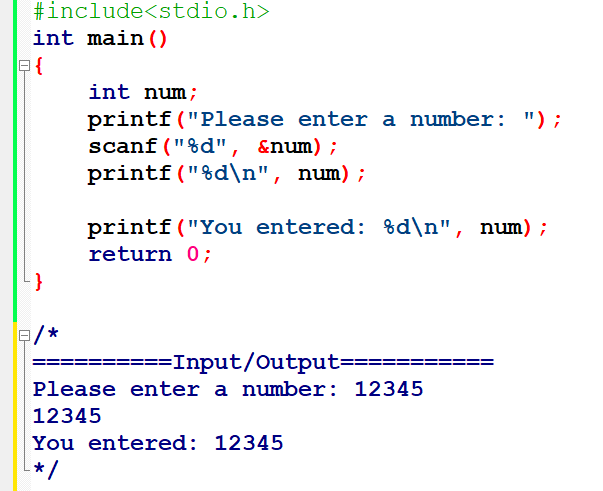 #include<stdio.h>
int main()
{
    int num;
    printf("Please enter a number: ");
    scanf("%d", &num);
    printf("%d\n", num);

    printf("You entered: %d\n", num);
    return 0;
}

/*
==========Input/Output===========
Please enter a number: 12345
12345
You entered: 12345
*/